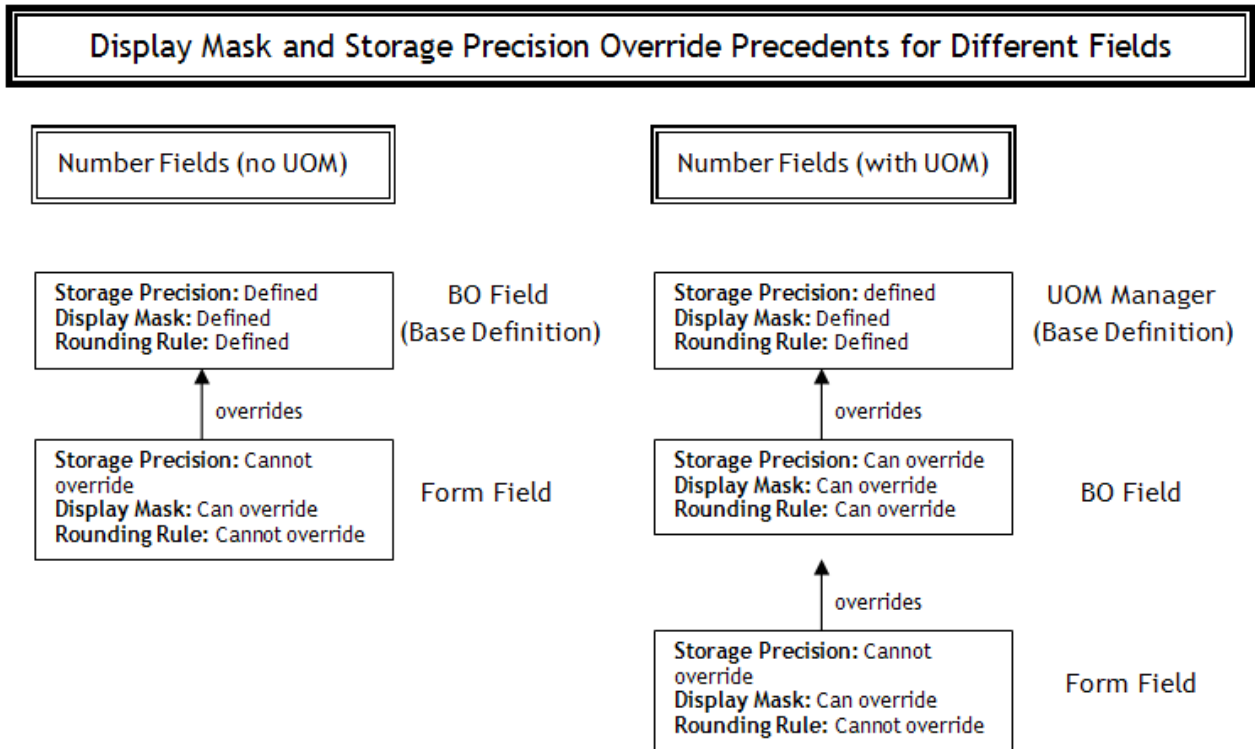 Display Mask and Storage Precision Override Precedents for Different Fields
Number Fields (no UOM)
Storage Precision: Defined
Display Mask: Defined
Rounding Rule: Defined
BO Field
(Base Definition)
overrides
Storage Precision: Cannot
override
Display Mask: Can override
Rounding Rule: Cannot override
Form Field
Number Fields (with UOM)
Storage Precision: defined
Display Mask: Defined
Rounding Rule: Defined
UOM Manager
(Base Definition)
overrides
Storage Precision: Can override
Display Mask: Can override
Rounding Rule: Can override
BO Field
overrides
Storage Precision: Cannot
override
Display Mask: Can override
Rounding Rule: Cannot override
Form Field